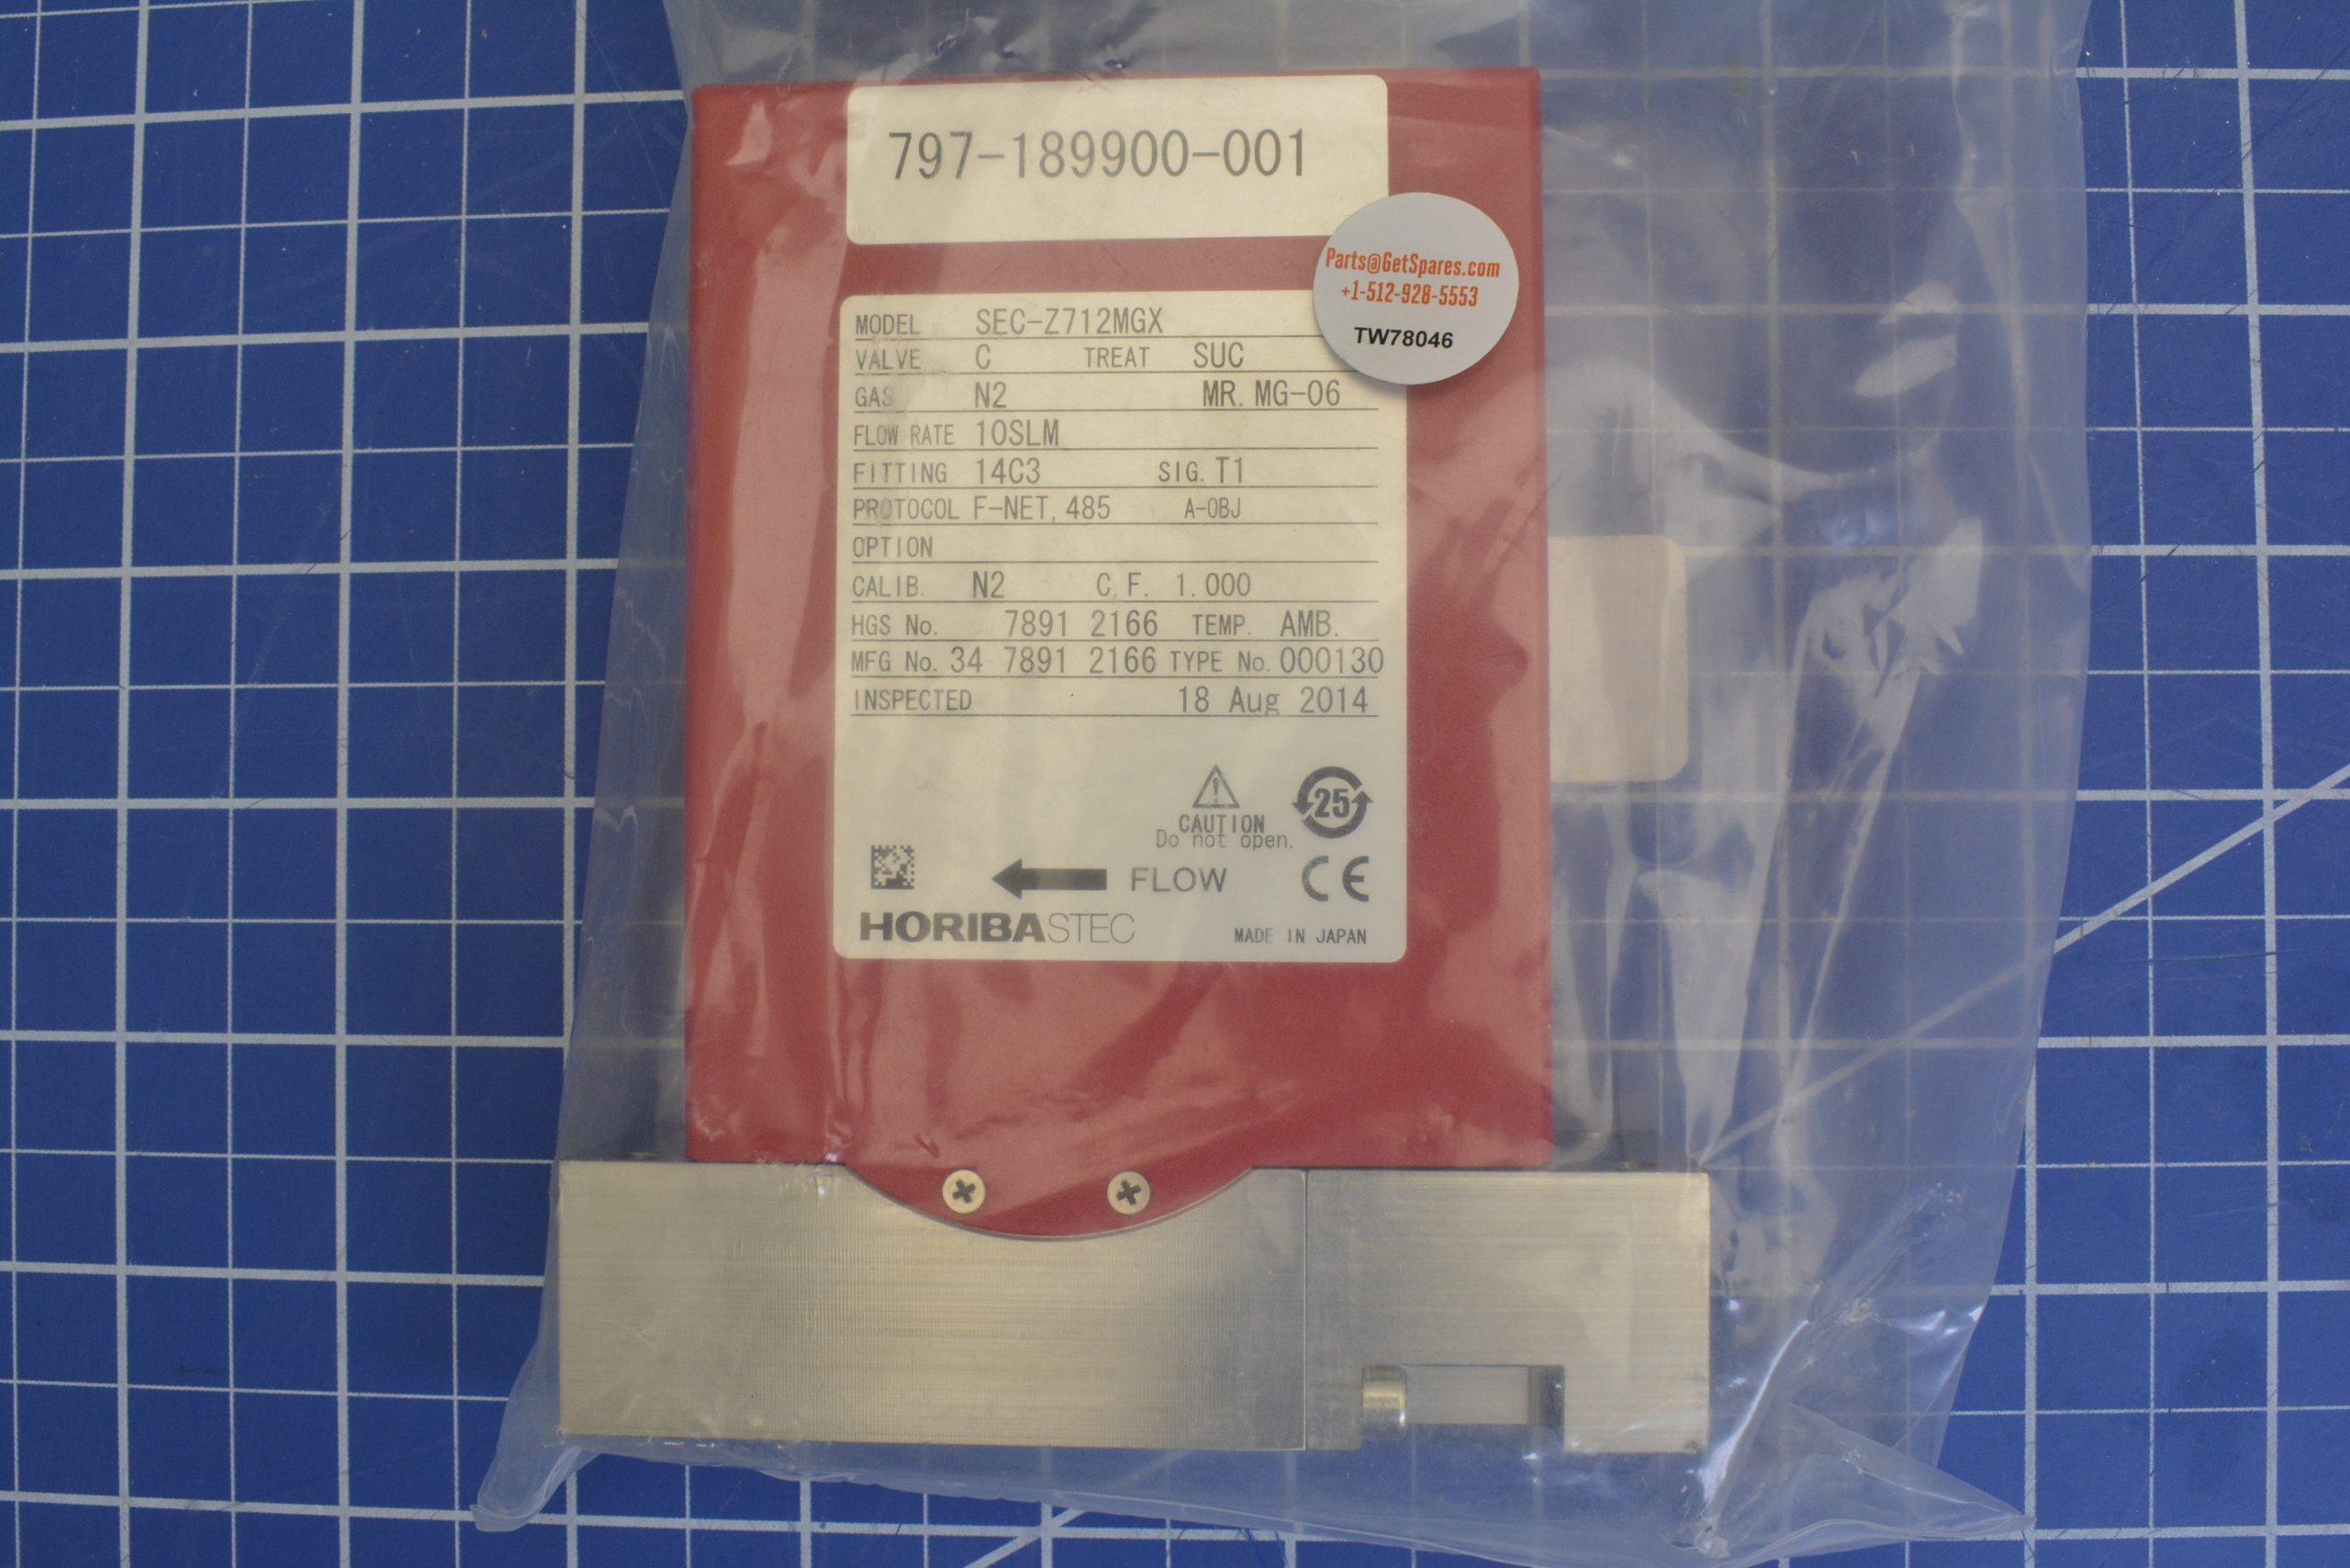 797-189900-001
Parts@GetSpares.com
+1-512-928-5553
TW78046
MODEL SEC-Z712MGX
VALVE C TREAT SUC
GAS N2 MR. MG-06
FLOW RATE 10SLM
FITTING 14C3 SIG. T1
PROTOCOL F-NET, 485 A-OBJ
OPTION
CALIB. N2 C.F. 1.000
HGS No. 7891 2166 TEMP. AMB.
MFG No. 34 7891 2166 TYPE No. 000130
INSPECTED 18 Aug 2014
25
CAUTION
Do not open.
FLOW CE
HORIBASTEC MADE IN JAPAN